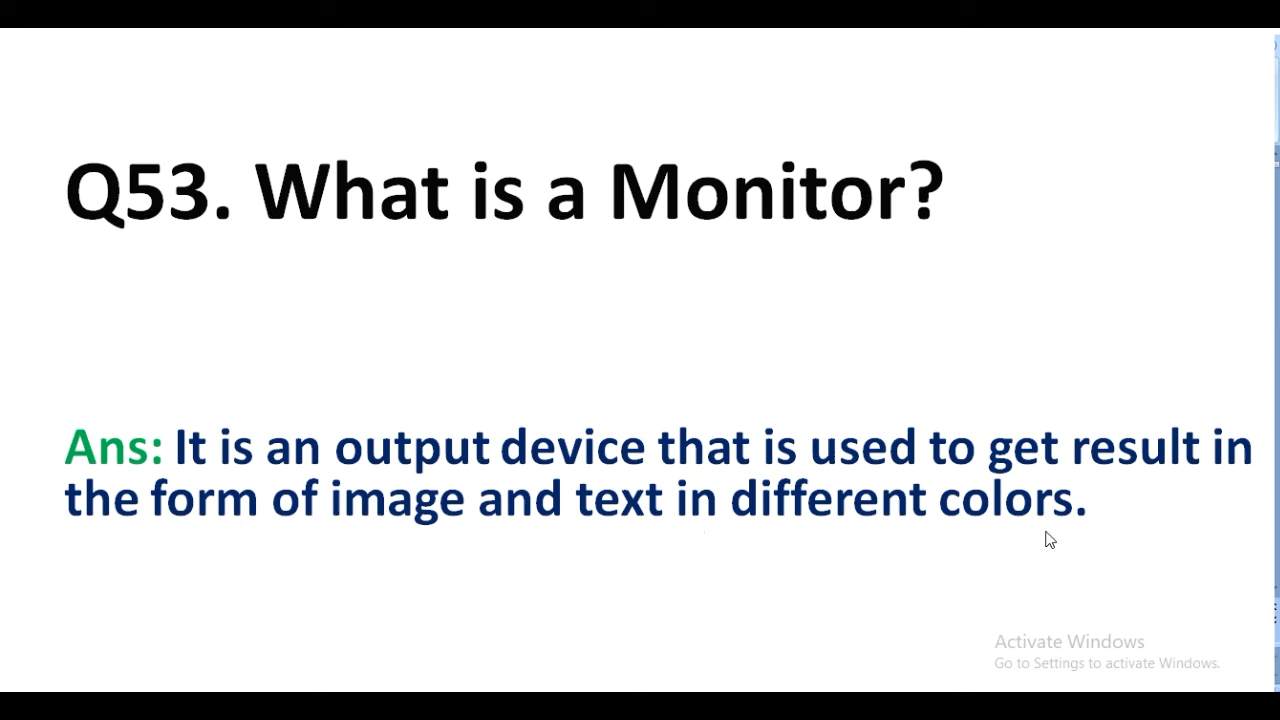 Q53. What is a Monitor?
Ans: It is an output device that is used to get result in
the form of image and text in different colors.
Activate Windows
Go to Settings to activate Windows.